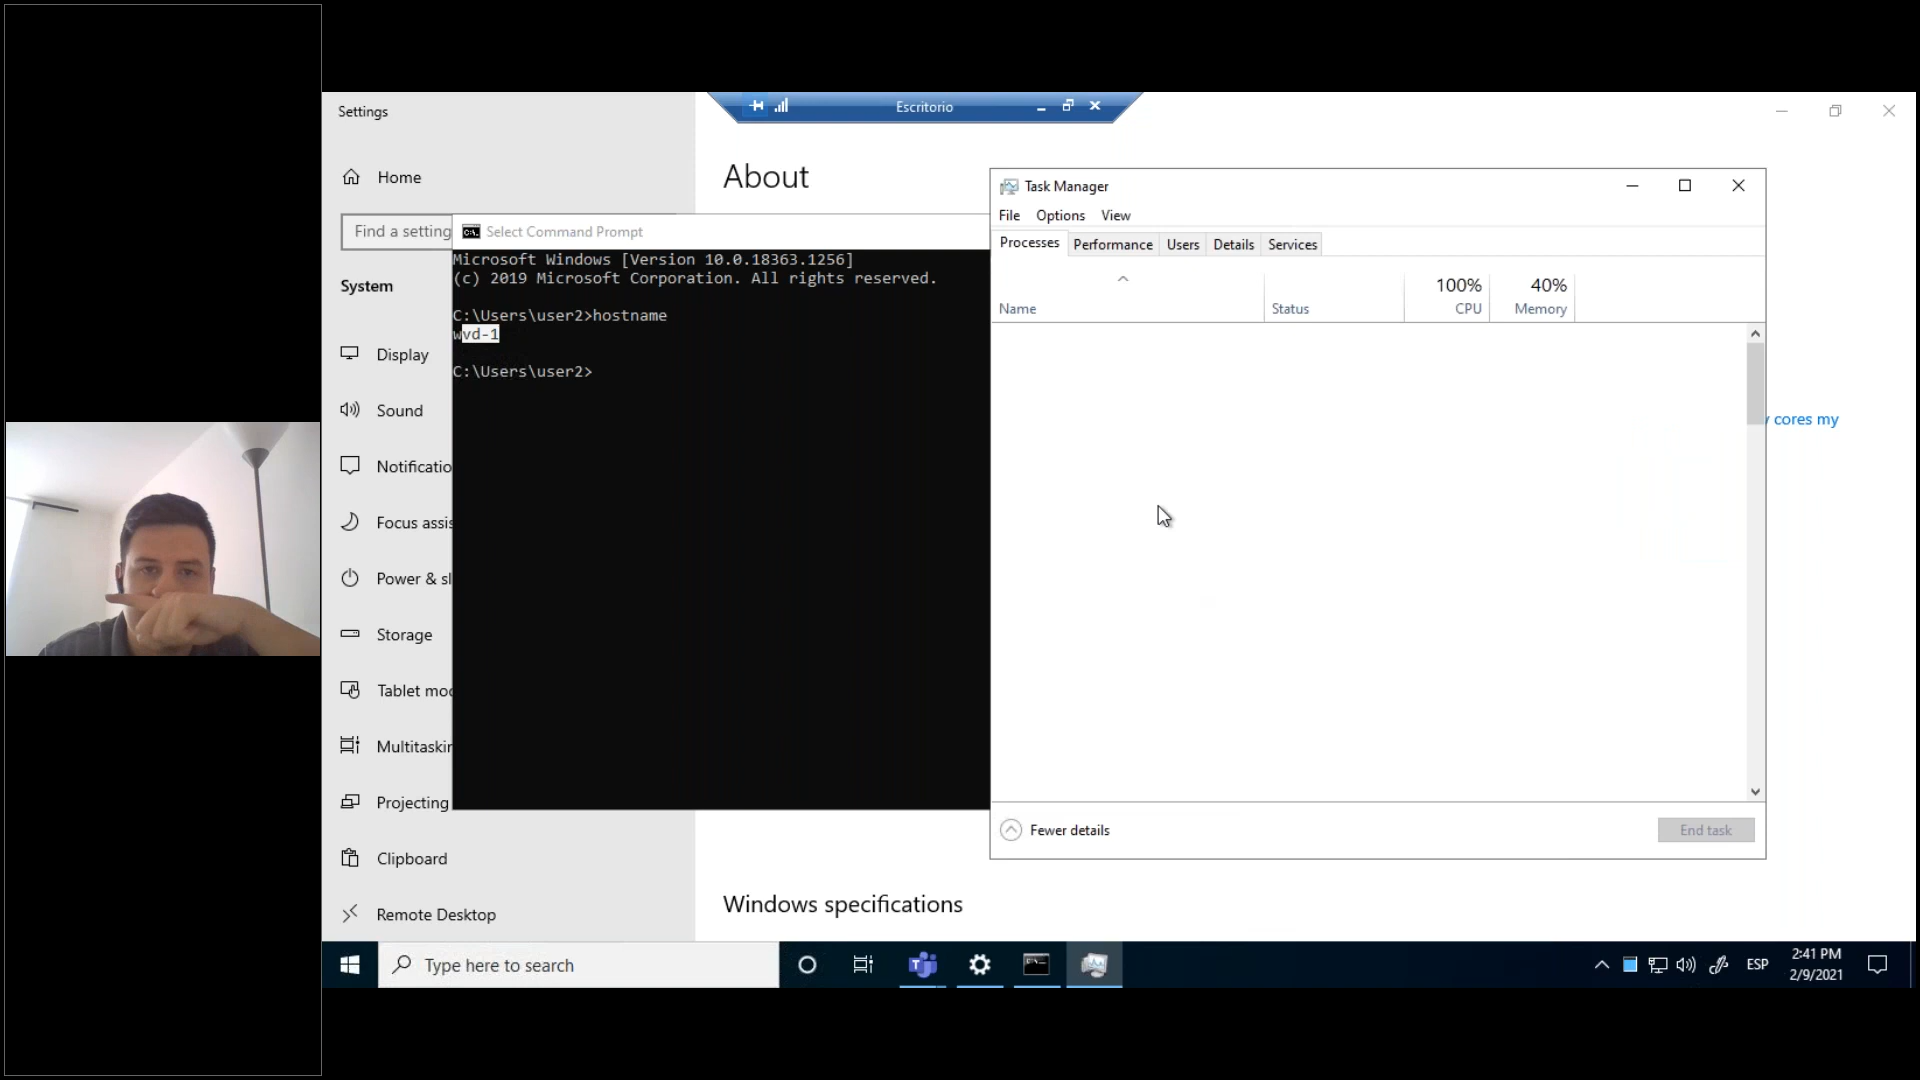 Settings
Escritorio
Home
About
Find a setting
System
Display
Sound
Notificatio
Focus assis
Power & sl
Storage
Tablet mod
Multitaskin
Projecting
Clipboard
Remote Desktop
Select Command Prompt
Microsoft Windows [Version 10.0.18363.1256]
(c) 2019 Microsoft Corporation. All rights reserved.
C:\Users\user2>hostname
wvd-1
C:\Users\user2>
Task Manager
File Options View
Processes Performance Users Details Services
100% 40%
Name Status CPU Memory
Fewer details
End task
cores my
Windows specifications
Type here to search
ESP
2:41 PM
2/9/2021